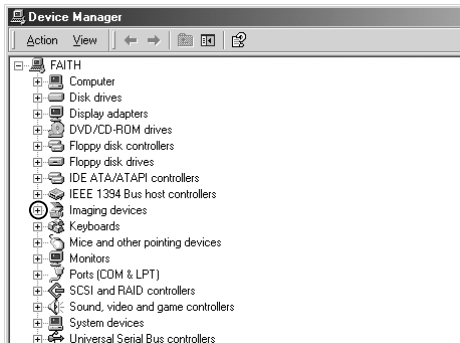 Device Manager
Action View
FAITH
Computer
Disk drives
Display adapters
DVD/CD-ROM drives
Floppy disk controllers
Floppy disk drives
IDE ATA/ATAPI controllers
IEEE 1394 Bus host controllers
Imaging devices
Keyboards
Mice and other pointing devices
Monitors
Ports (COM & LPT)
SCSI and RAID controllers
Sound, video and game controllers
System devices
Universal Serial Bus controllers